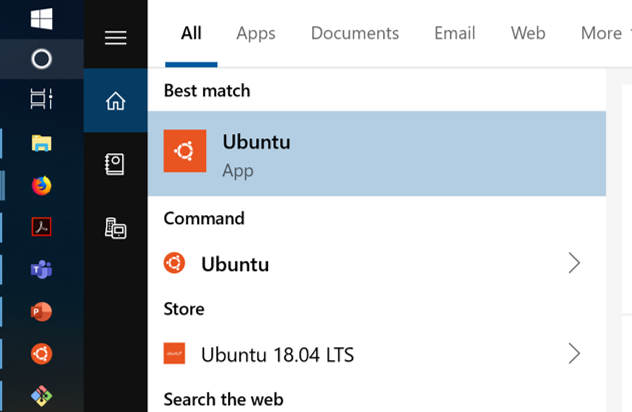 All Apps Documents Email Web More
Best match
Ubuntu
App
Command
Ubuntu
Store
Ubuntu 18.04 LTS
Search the web